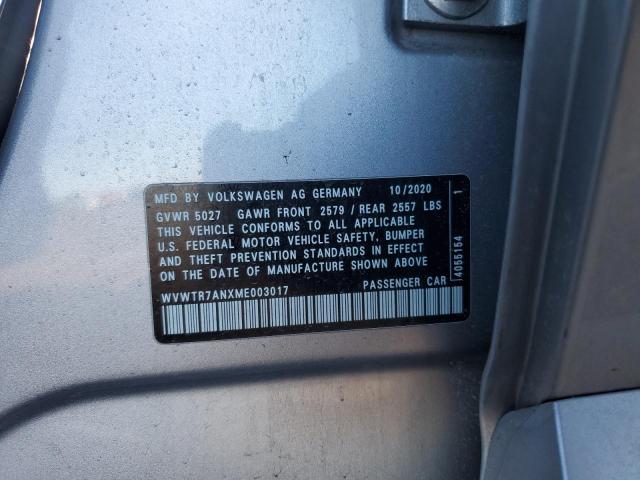 MFD BY VOLKSWAGEN AG GERMANY 10/2020
GVWR 5027 GAWR FRONT 2579 / REAR 2557 LBS
THIS VEHICLE CONFORMS TO ALL APPLICABLE
U.S. FEDERAL MOTOR VEHICLE SAFETY, BUMPER
AND THEFT PREVENTION STANDARDS IN EFFECT
ON THE DATE OF MANUFACTURE SHOWN ABOVE
WVWTR7ANXME003017 PASSENGER CAR
4055154 1